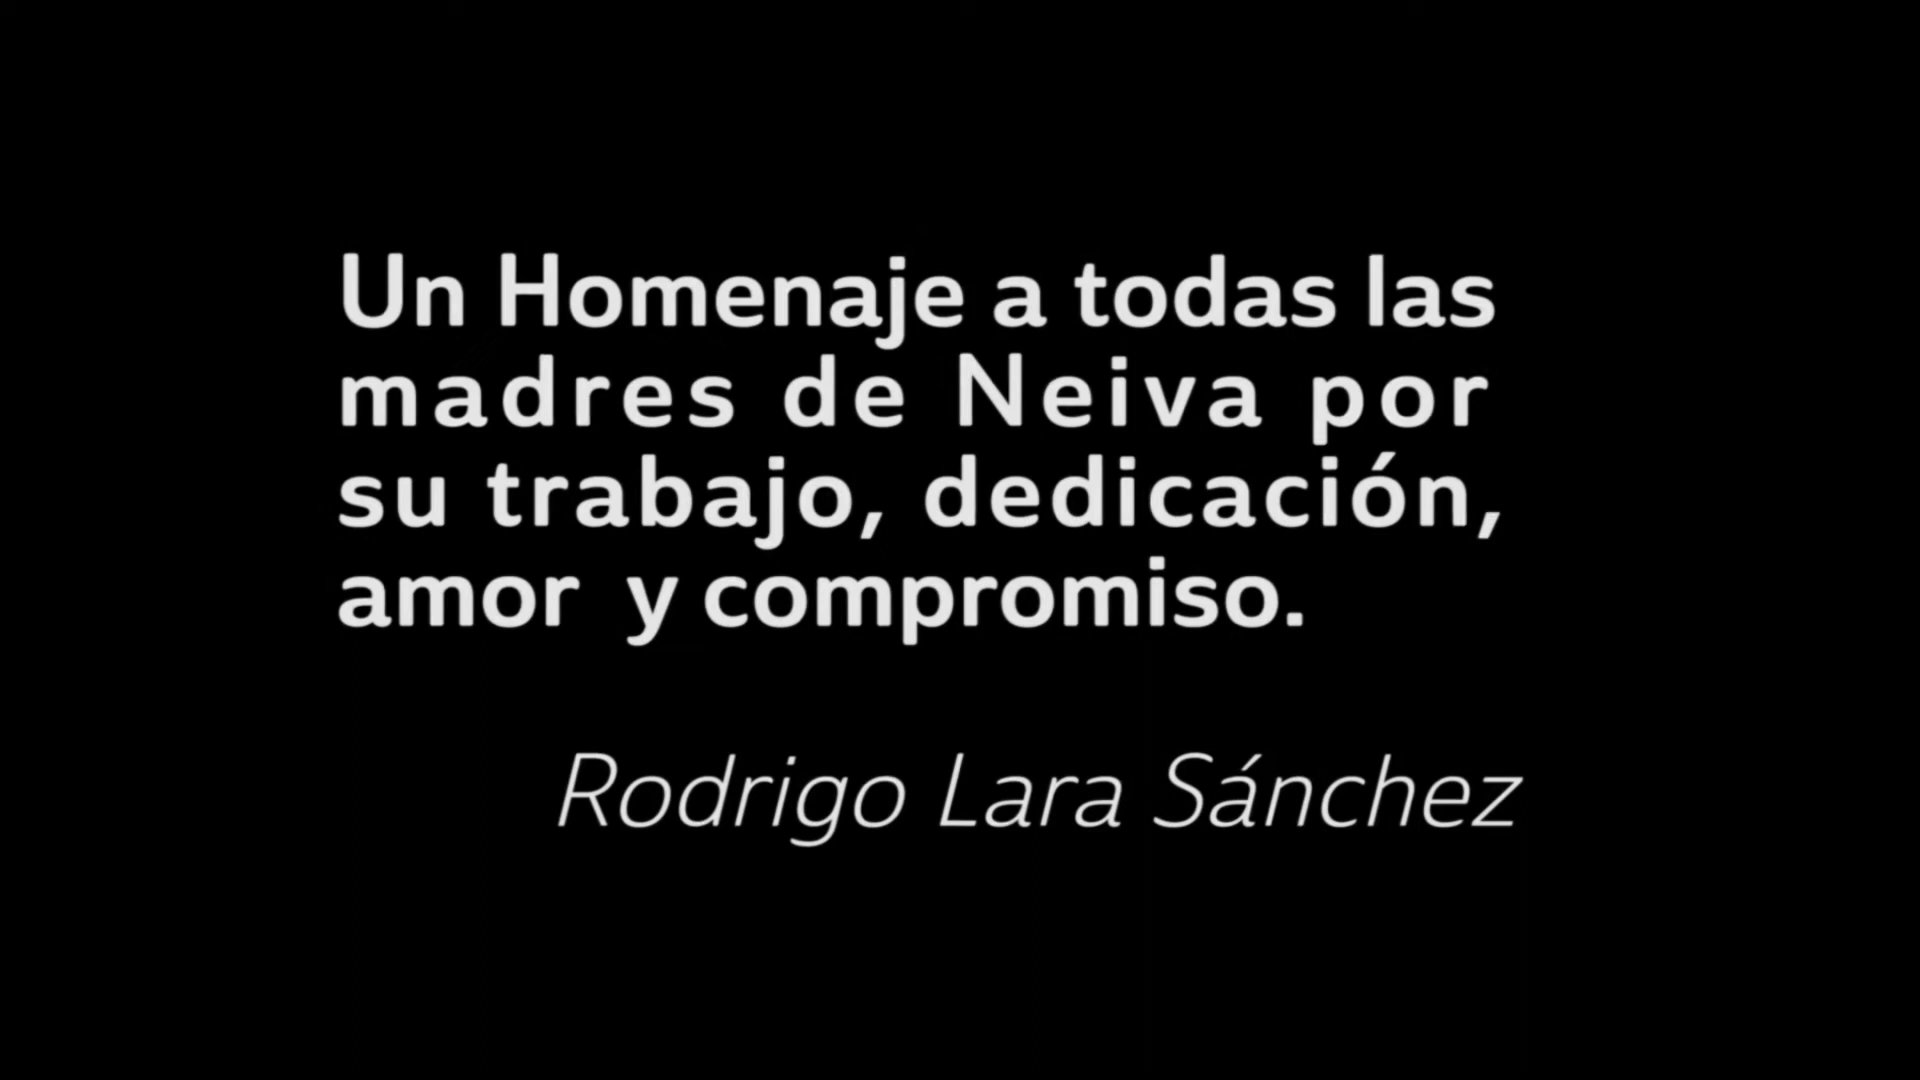 Un Homenaje a todas las
madres de Neiva por
su trabajo, dedicación,
amor y compromiso.
Rodrigo Lara Sánchez